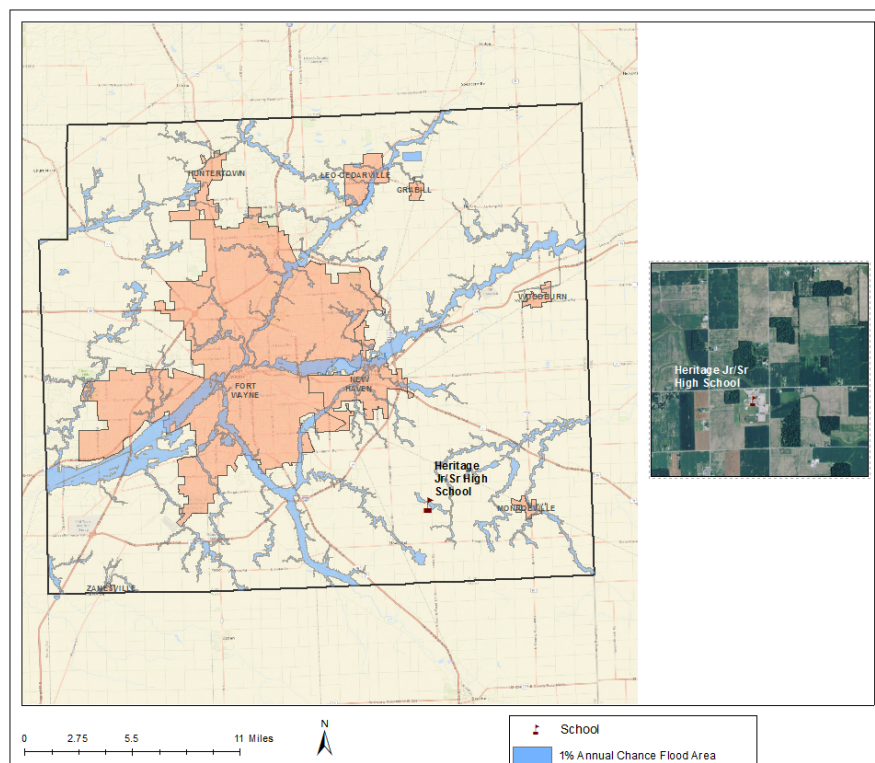 HUNTERTOWN
LEO-CEDARVILLE
GRABILL
WOODBURN
FORT
WAYNE
NEW
HAVEN
Heritage
Jr/Sr High
School
MONROEVILLE
ZANESVILLE
Heritage Jr/Sr
High School
0 2.75 5.5 11 Miles
N
School
1% Annual Chance Flood Area